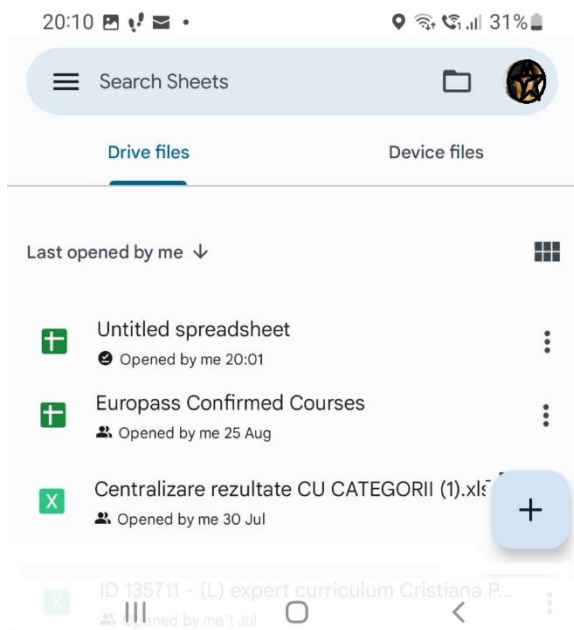 20:10 31%
Search Sheets
Drive files Device files
Last opened by me
Untitled spreadsheet
Opened by me 20:01
Europass Confirmed Courses
Opened by me 25 Aug
Centralizare rezultate CU CATEGORII (1).xls
Opened by me 30 Jul
ID 135711 - (L) expert curriculum Cristiana P...
Opened by me 1 Jul